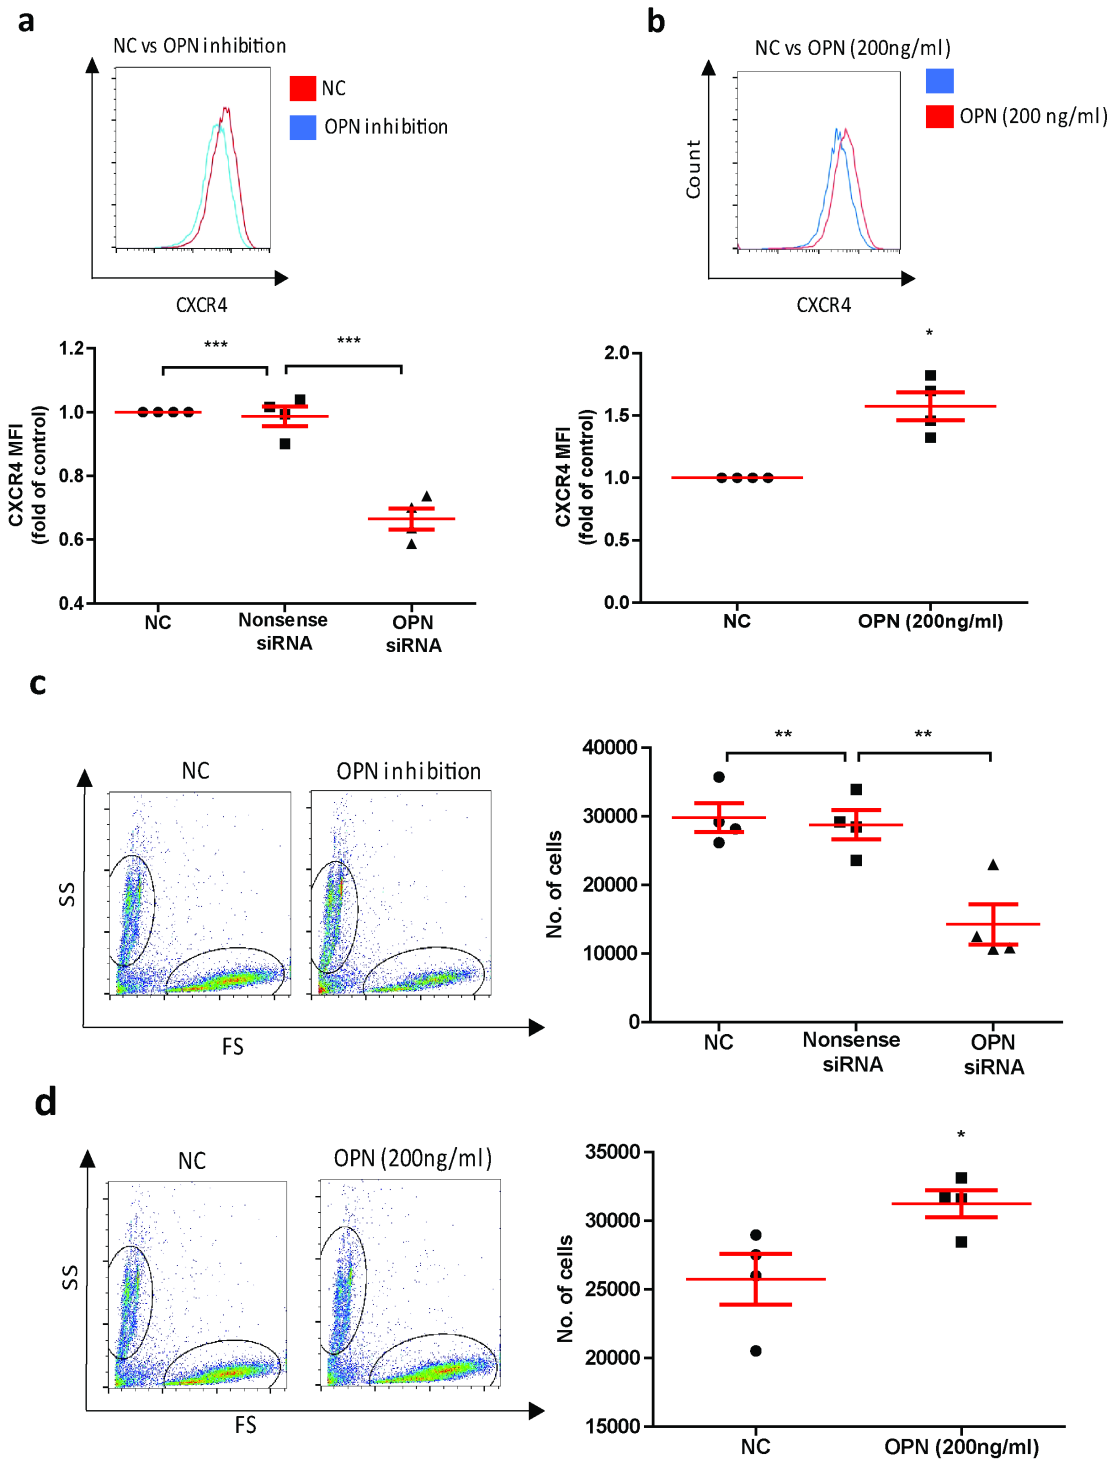 a
NC vs OPN inhibition
NC
OPN inhibition
CXCR4
b
NC vs OPN (200ng/ml)
OPN (200 ng/ml)
Count
CXCR4
CXCR4 MFI
(fold of control)
1.2
1.0
0.8
0.6
0.4
***
***
NC
Nonsense
siRNA
OPN
siRNA
CXCR4 MFI
(fold of control)
2.0
1.5
1.0
0.5
0.0
*
NC
OPN (200ng/ml)
c
NC
OPN inhibition
SS
FS
No. of cells
40000
30000
20000
10000
0
**
**
NC
Nonsense
siRNA
OPN
siRNA
d
NC
OPN (200ng/ml)
SS
FS
No. of cells
35000
30000
25000
20000
15000
*
NC
OPN (200ng/ml)